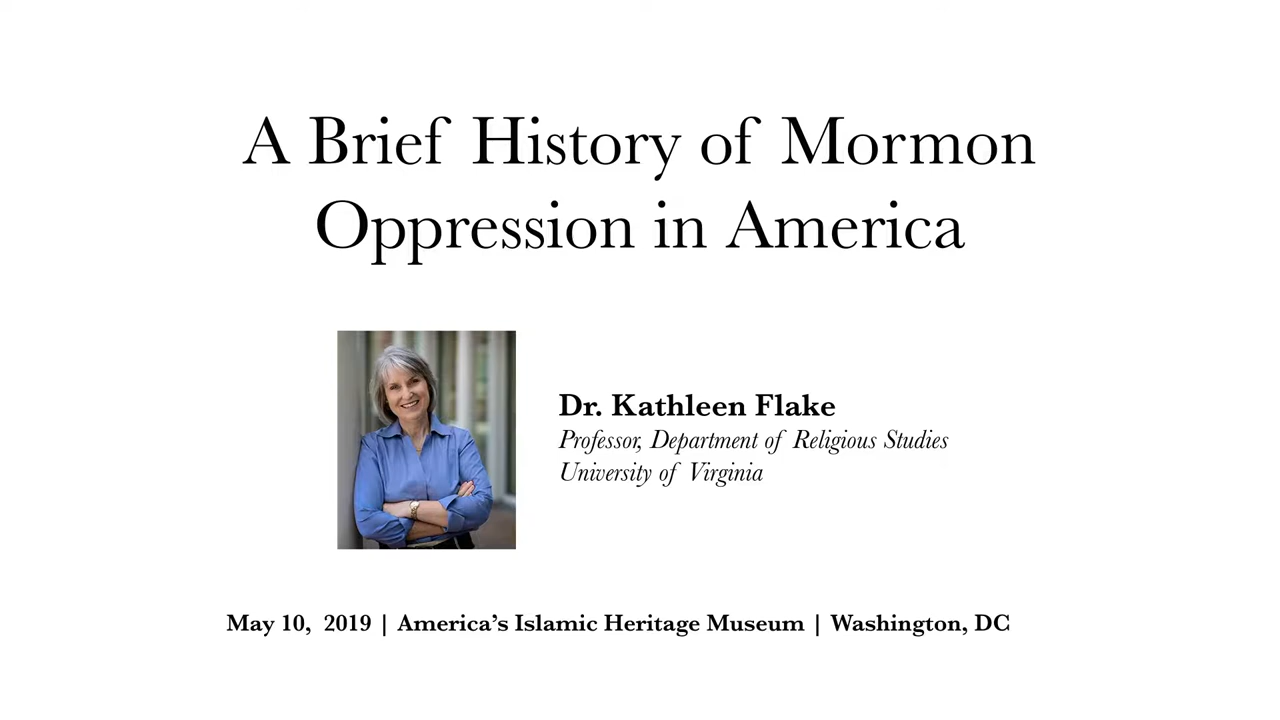 A Brief History of Mormon
Oppression in America
Dr. Kathleen Flake
Professor, Department of Religious Studies
University of Virginia
May 10, 2019 | America’s Islamic Heritage Museum | Washington, DC